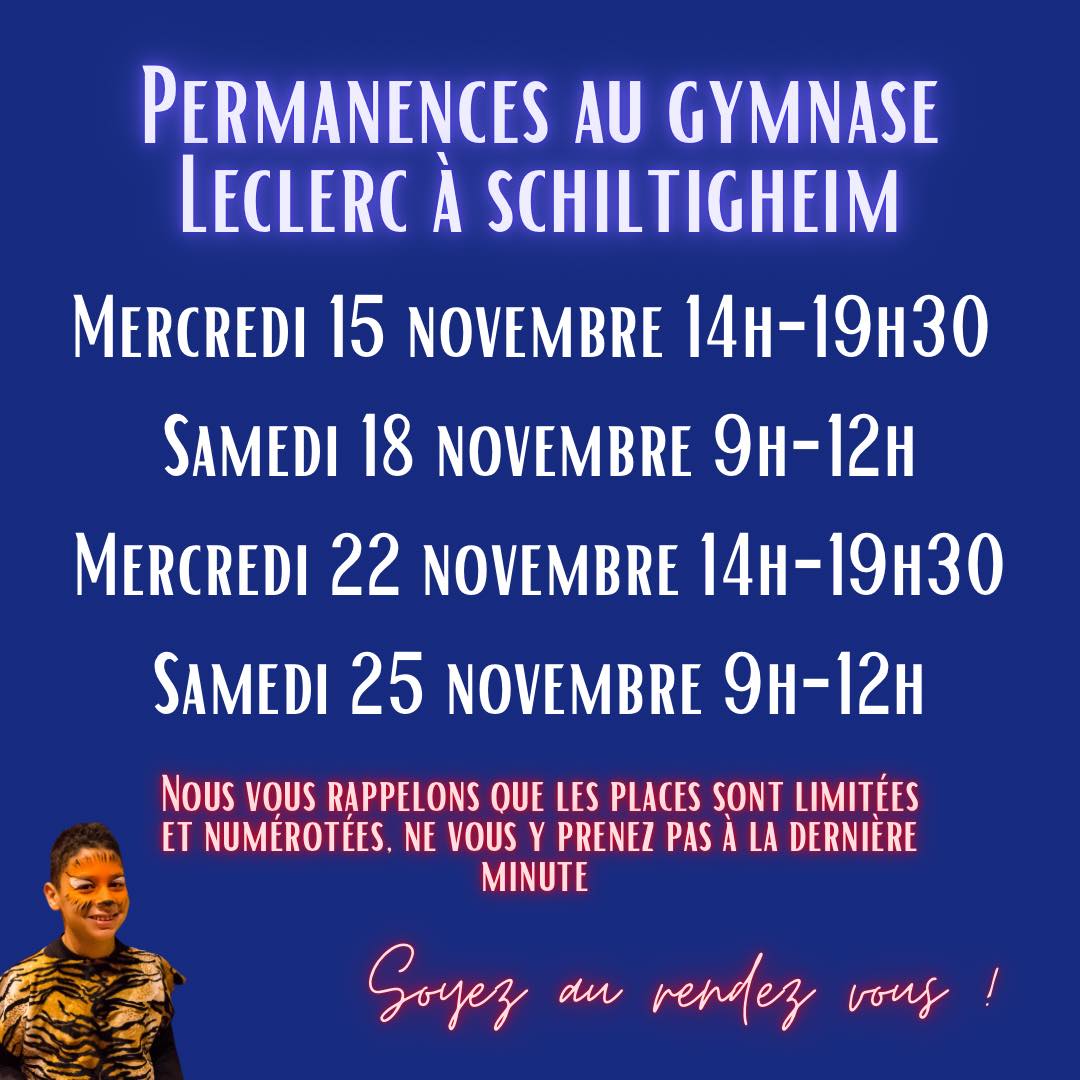 Permanences au gymnase
Leclerc à schiltigheim
Mercredi 15 novembre 14h-19h30
Samedi 18 novembre 9h-12h
Mercredi 22 novembre 14h-19h30
Samedi 25 novembre 9h-12h
Nous vous rappelons que les places sont limitées
et numérotées, ne vous y prenez pas à la dernière
minute
Soyez au rendez vous !